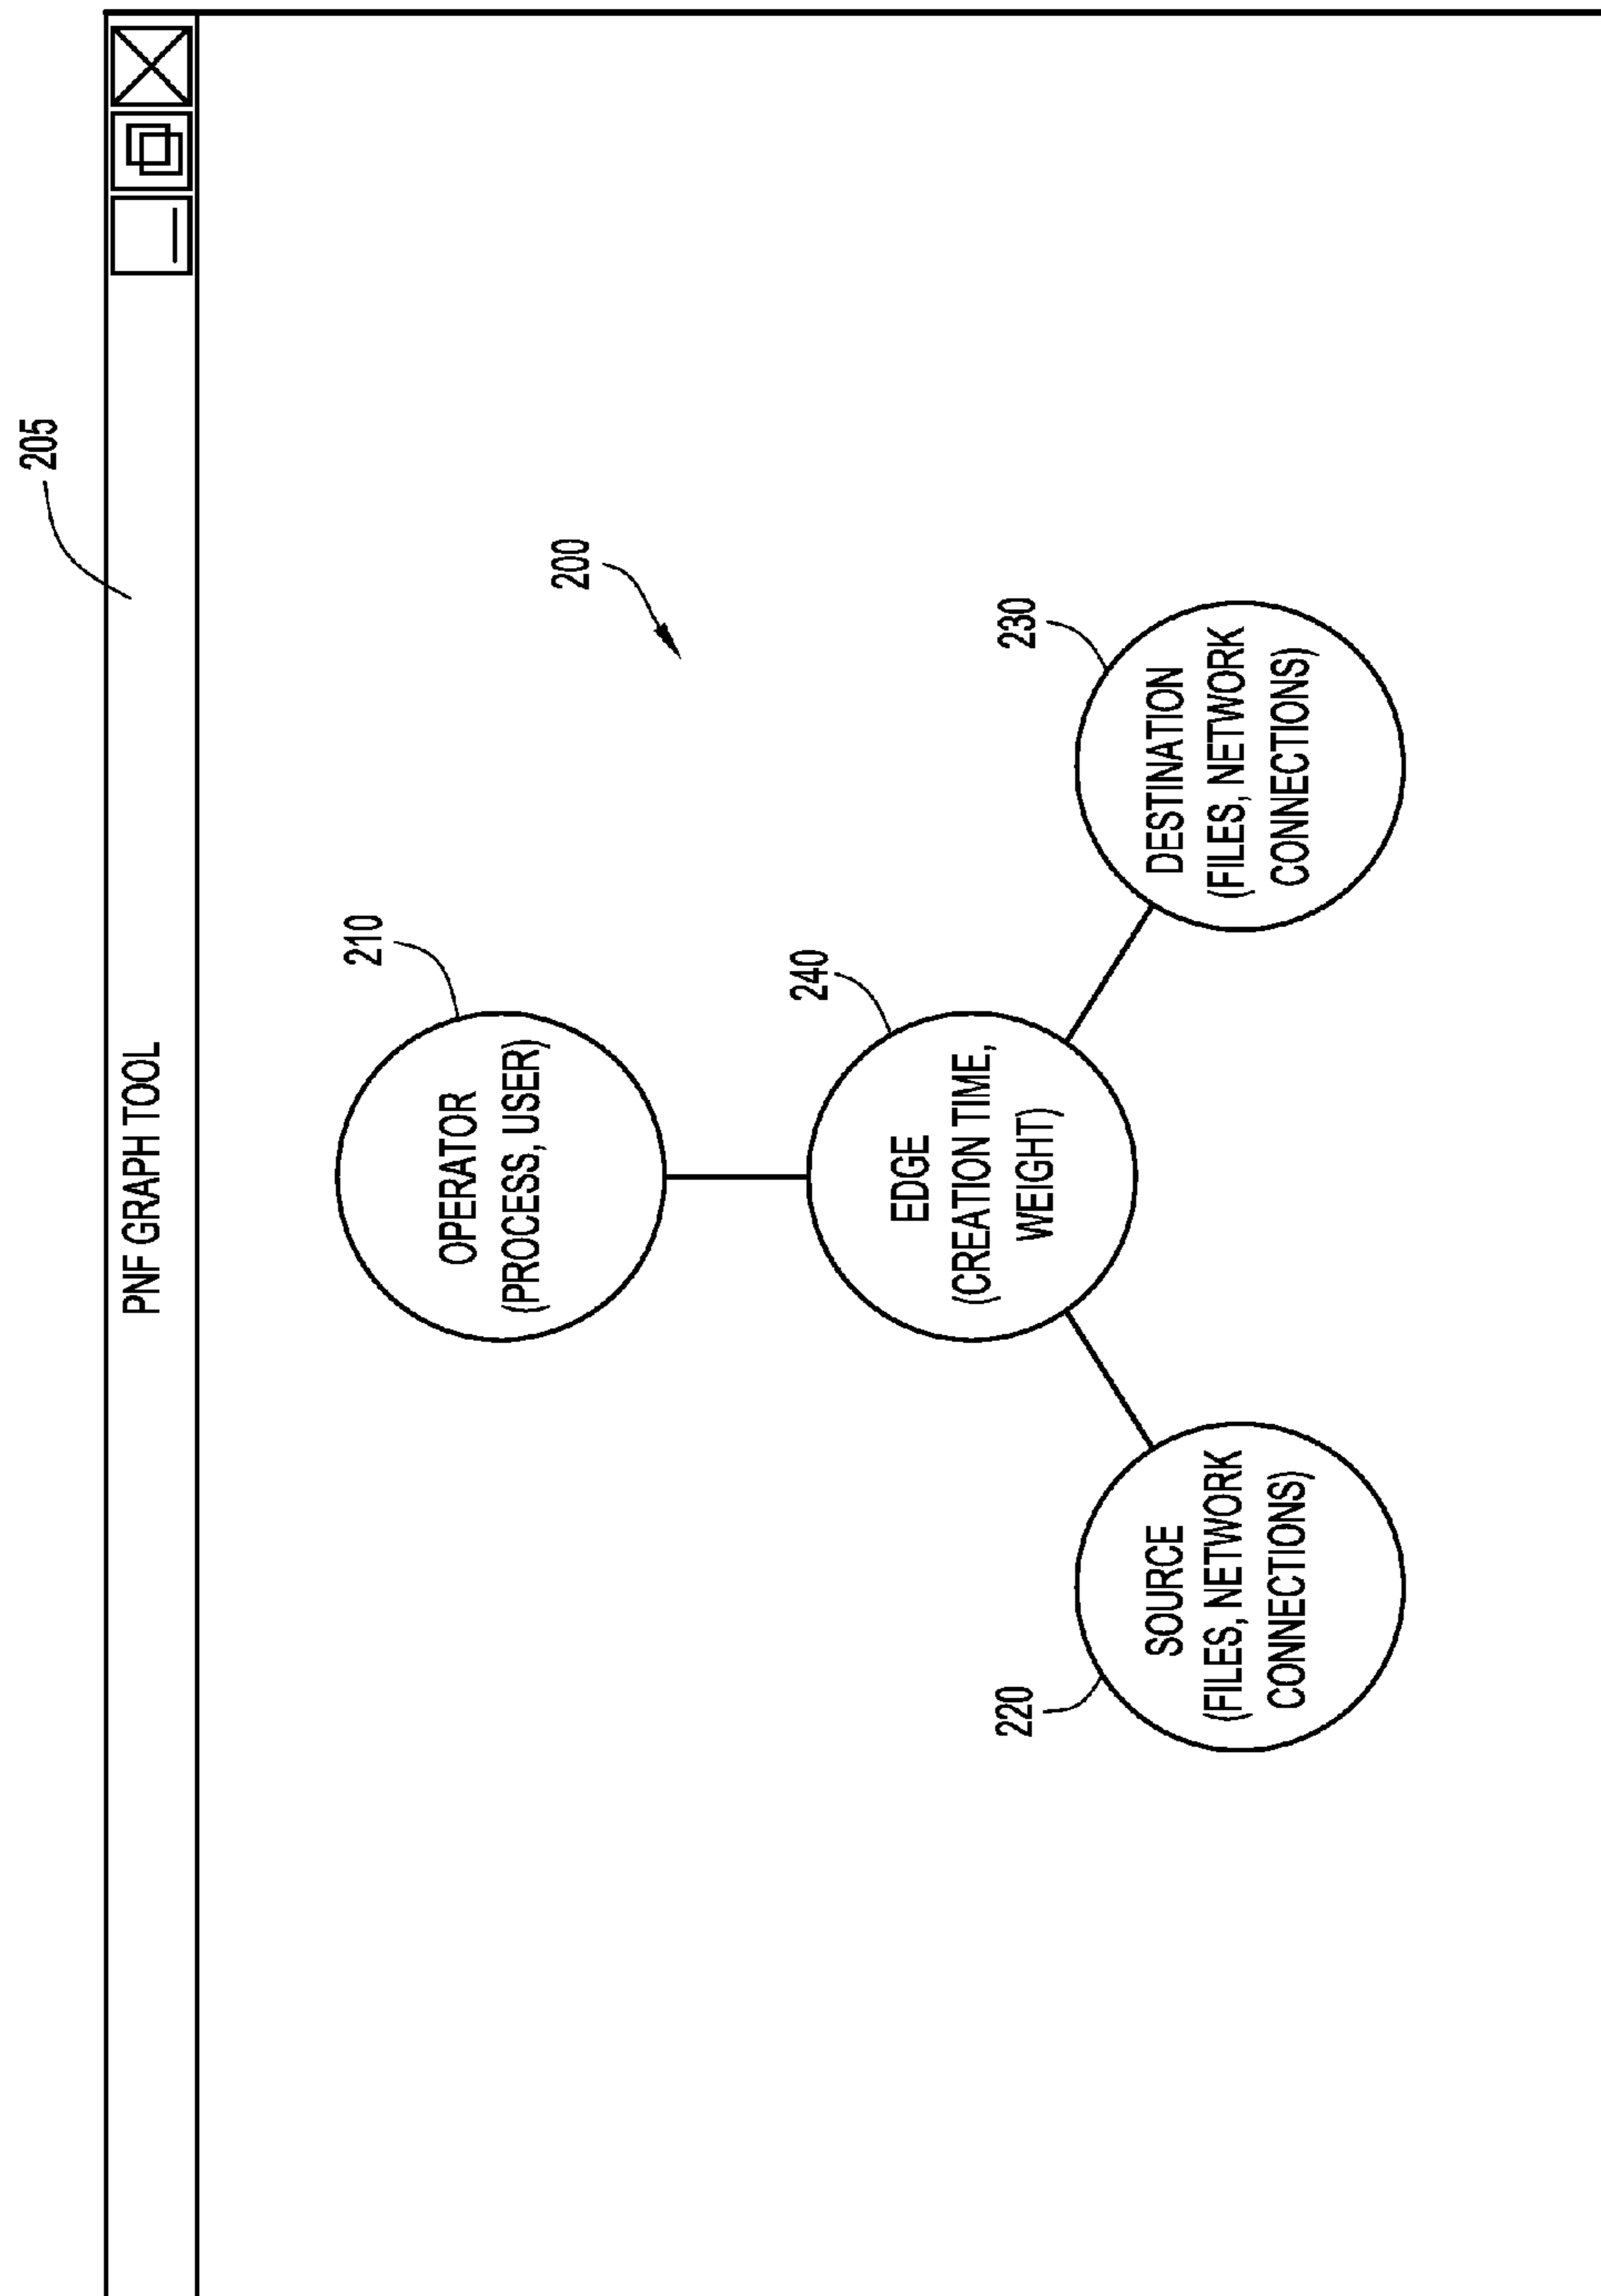 205
PNF GRAPH TOOL
200
210
OPERATOR
(PROCESS, USER)
240
EDGE
(CREATION TIME,
WEIGHT)
220
SOURCE
(FILES, NETWORK
CONNECTIONS)
230
DESTINATION
(FILES, NETWORK
CONNECTIONS)